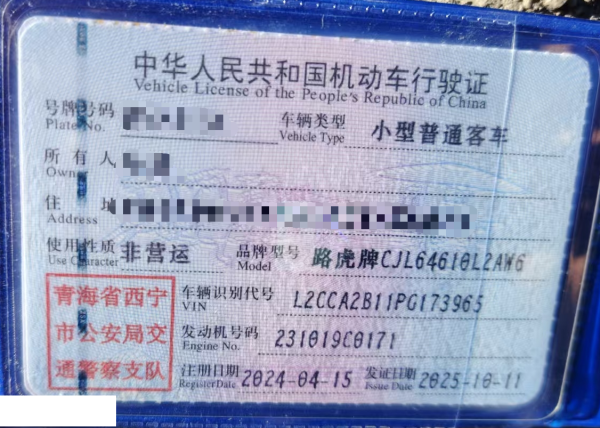 中华人民共和国机动车行驶证
Vehicle License of the People's Republic of China
号牌号码 车辆类型 小型普通客车
Plate No. Vehicle Type
所有人
Owner
住址
Address
使用性质 非营运 品牌型号 路虎牌CJL6461OL2AW6
Use Character Model
青海省西宁
市公安局交
通警察支队
车辆识别代号 L2CCA2B11PG173965
VIN
发动机号码 231019C0171
Engine No.
注册日期 2024-04-15 发证日期 2025-10-11
Register Date Issue Date